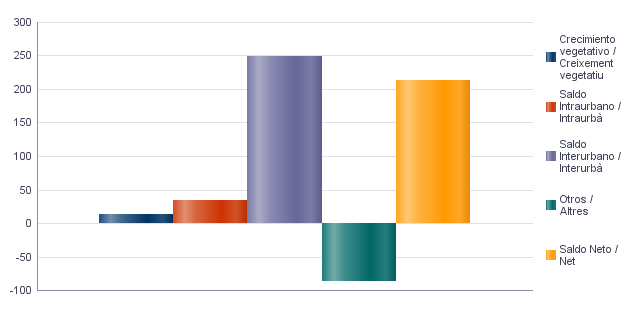 300
250
200
150
100
50
0
-50
-100
Crecimiento
vegetativo /
Creixement
vegetatiu
Saldo
Intraurbano /
Intraurbà
Saldo
Interurbano /
Interurbà
Otros /
Altres
Saldo Neto /
Net